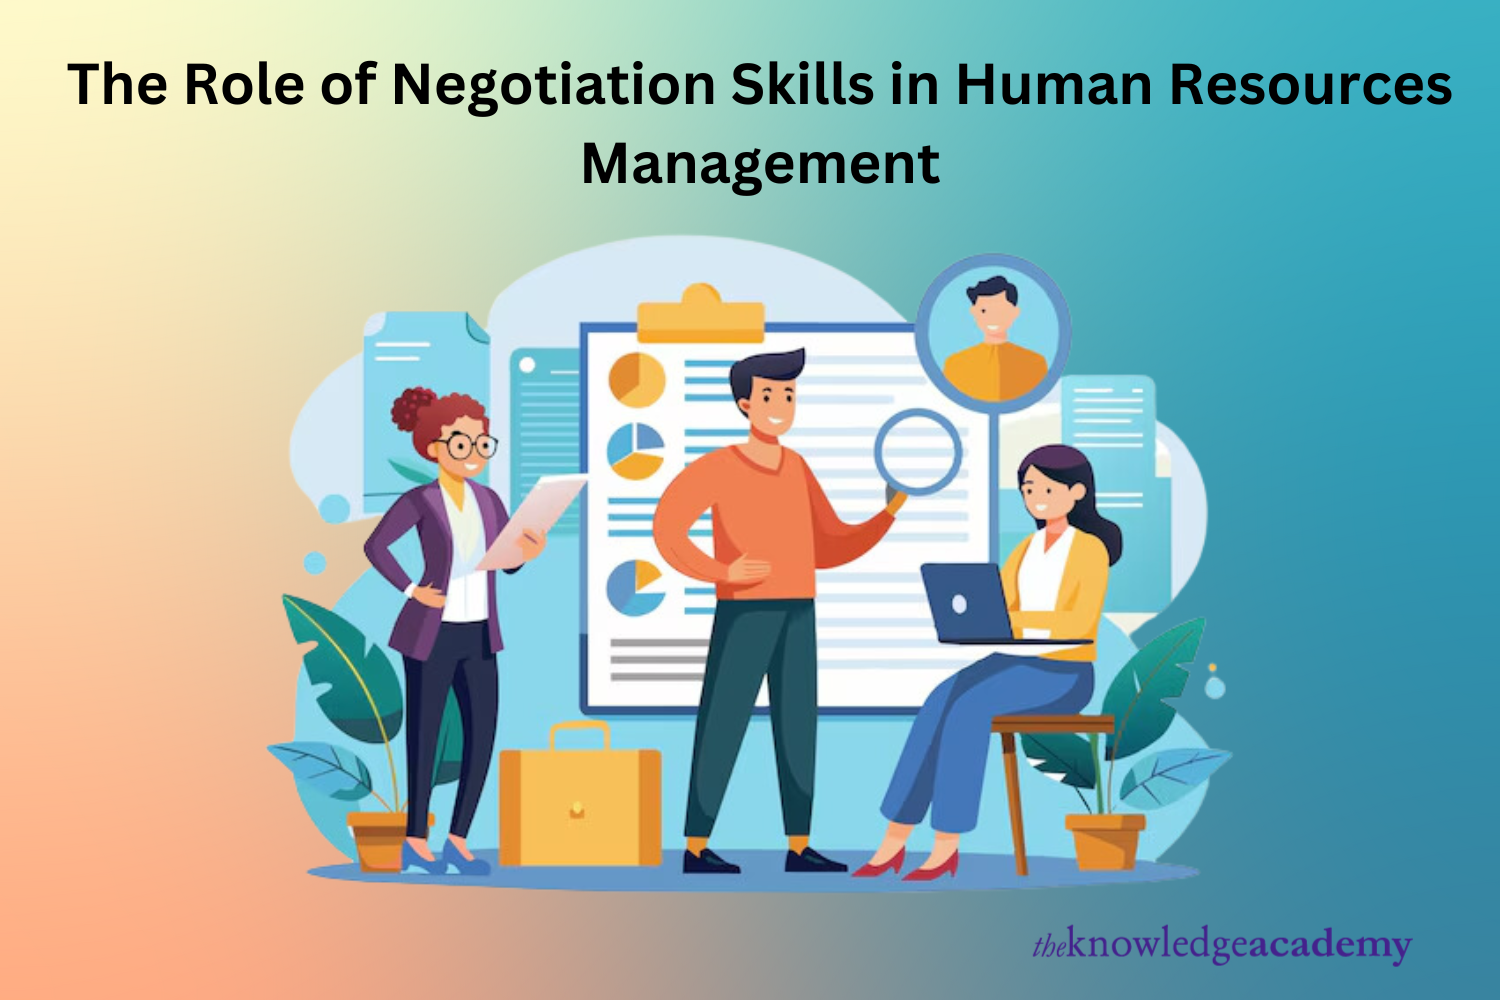 The Role of Negotiation Skills in Human Resources
Management
theknowledgeacademy